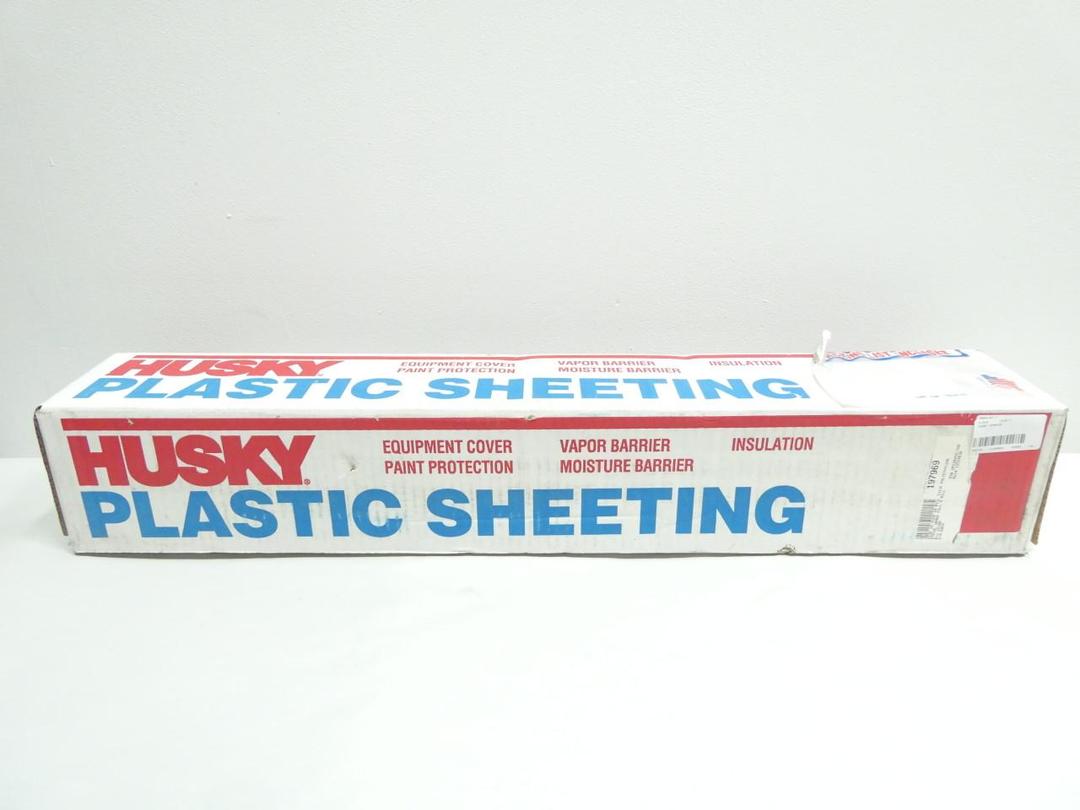 HUSKY
EQUIPMENT COVER VAPOR BARRIER INSULATION
PAINT PROTECTION MOISTURE BARRIER
PLASTIC SHEETING
HUSKY®
EQUIPMENT COVER VAPOR BARRIER INSULATION
PAINT PROTECTION MOISTURE BARRIER
PLASTIC SHEETING
197969